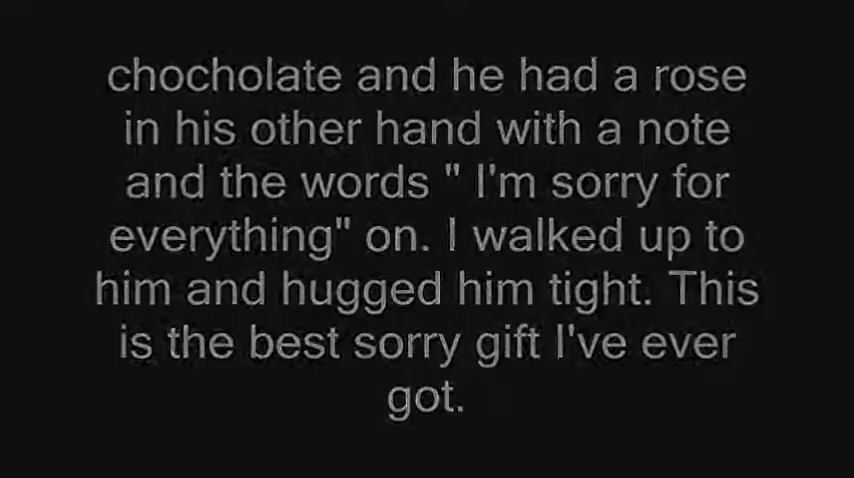 chocholate and he had a rose
in his other hand with a note
and the words " I'm sorry for
everything" on. I walked up to
him and hugged him tight. This
is the best sorry gift I've ever
got.